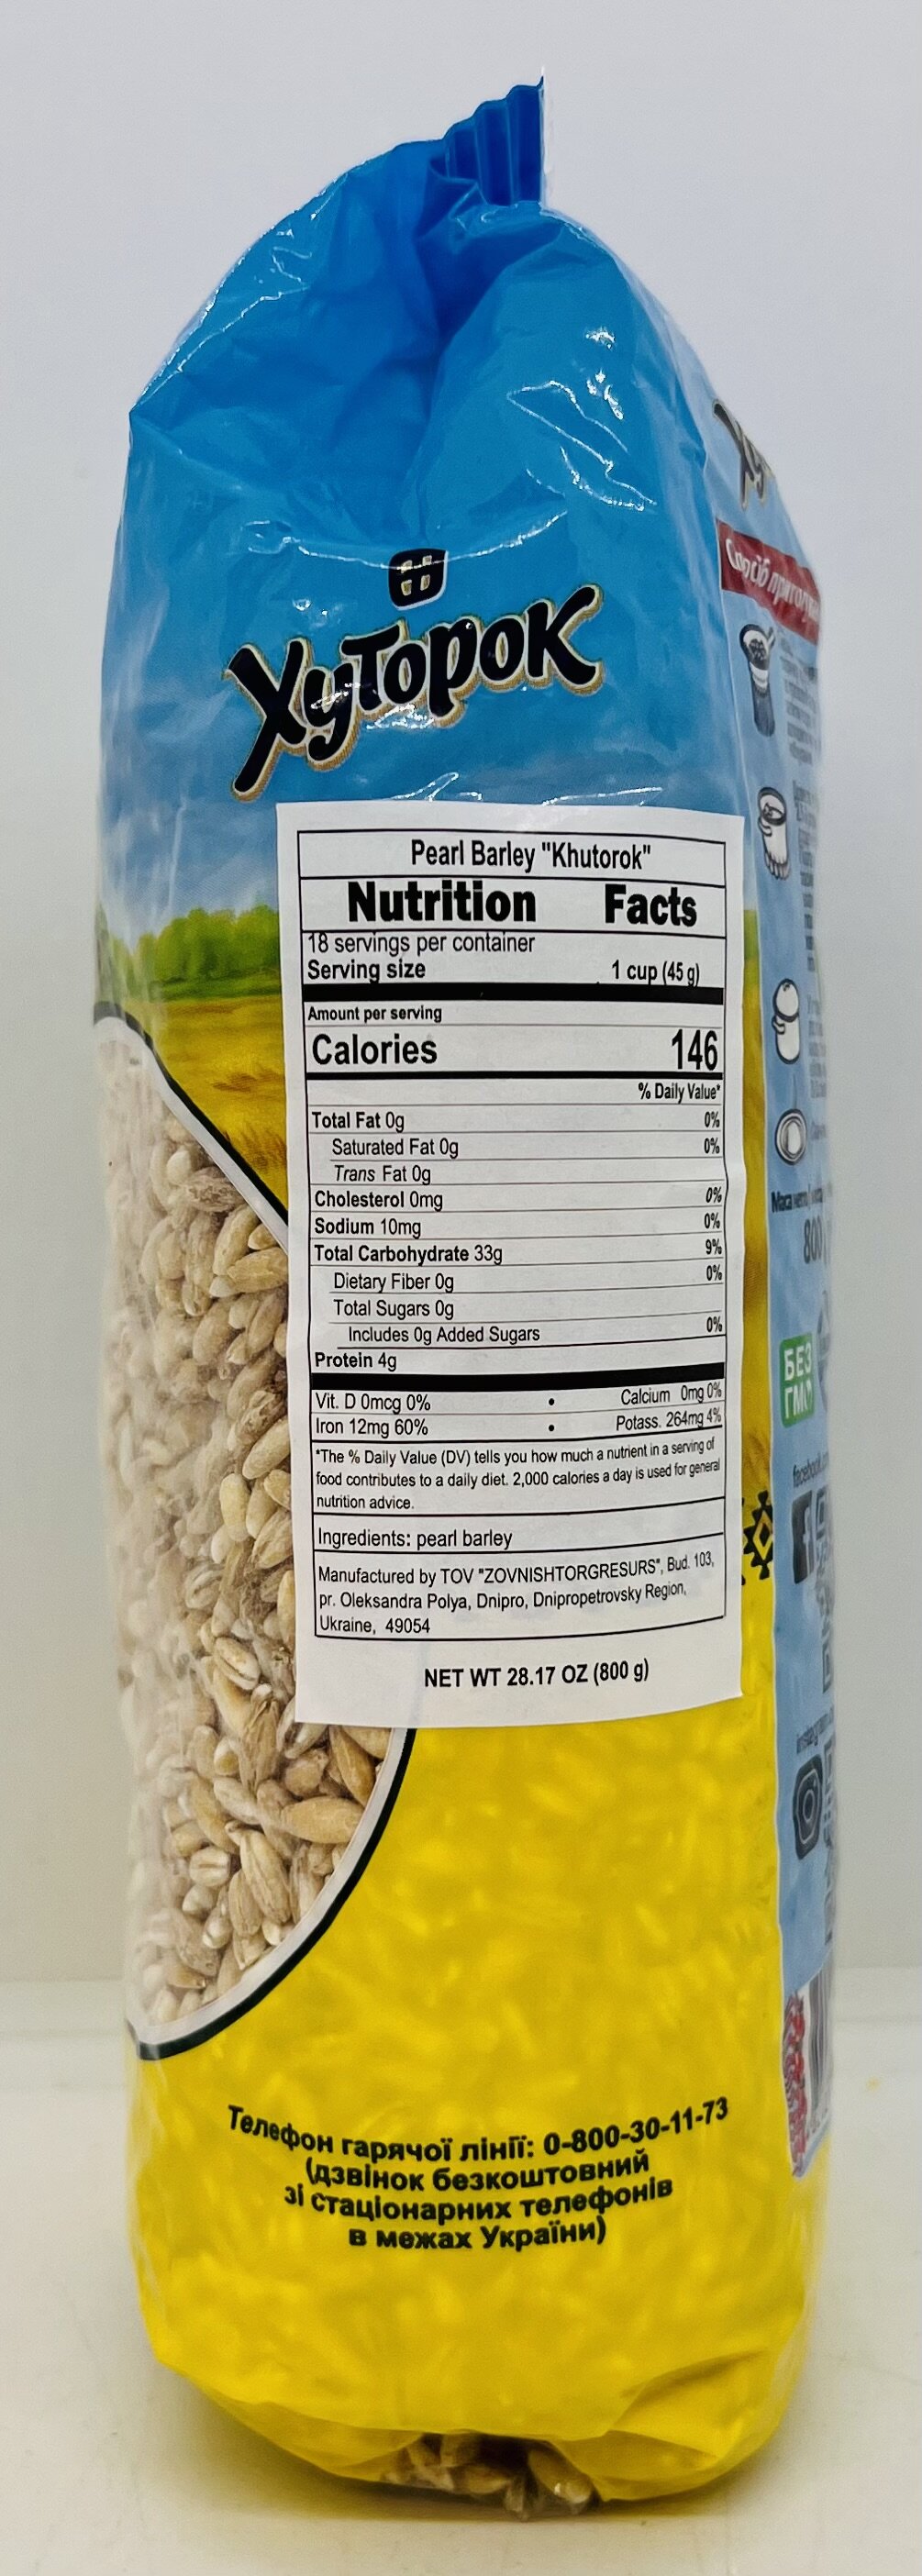 Хуторок
Pearl Barley "Khutorok"
Nutrition Facts
18 servings per container
Serving size 1 cup (45 g)
Amount per serving
Calories 146
% Daily Value*
Total Fat 0g 0%
Saturated Fat 0g 0%
Trans Fat 0g
Cholesterol 0mg 0%
Sodium 10mg 0%
Total Carbohydrate 33g 9%
Dietary Fiber 0g 0%
Total Sugars 0g
Includes 0g Added Sugars 0%
Protein 4g
Vit. D 0mcg 0% • Calcium 0mg 0%
Iron 12mg 60% • Potass. 264mg 4%
*The % Daily Value (DV) tells you how much a nutrient in a serving of
food contributes to a daily diet. 2,000 calories a day is used for general
nutrition advice.
Ingredients: pearl barley
Manufactured by TOV "ZOVNISHTORGRESURS", Bud. 103,
pr. Oleksandra Polya, Dnipro, Dnipropetrovsky Region,
Ukraine, 49054
NET WT 28.17 OZ (800 g)
Телефон гарячої лінії: 0-800-30-11-73
(дзвінок безкоштовний
зі стаціонарних телефонів
в межах України)
Спосіб
800
БЕЗ
ГМО